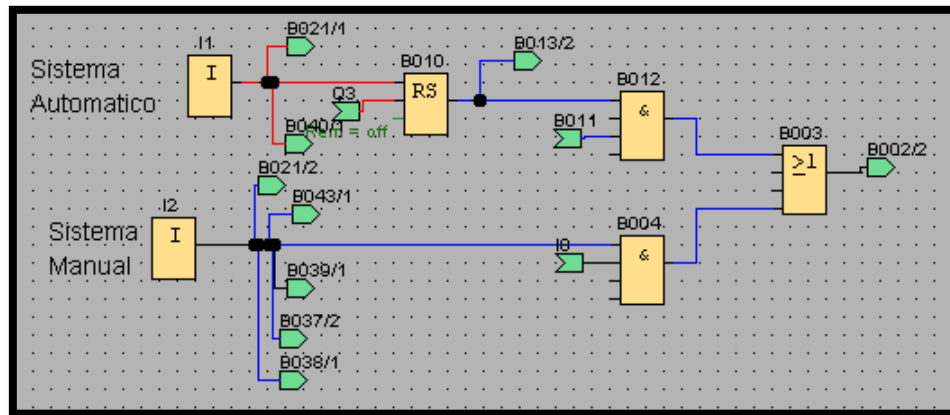 I1
I
B021/1
Sistema
Automatico
B040/1
Q3
Rem = off
B010
RS
B013/2
B012
&
B011
B003
≥1
B002/2
B021/2
B043/1
I2
I
Sistema
Manual
B039/1
B037/2
B038/1
B004
&